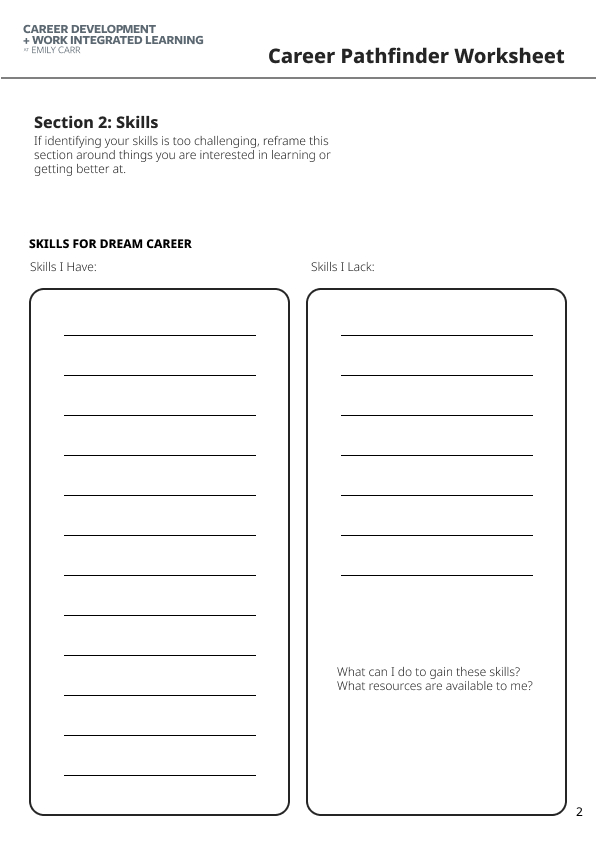 CAREER DEVELOPMENT
+ WORK INTEGRATED LEARNING
AT EMILY CARR
Career Pathfinder Worksheet
Section 2: Skills
If identifying your skills is too challenging, reframe this
section around things you are interested in learning or
getting better at.
SKILLS FOR DREAM CAREER
Skills I Have:
Skills I Lack:
What can I do to gain these skills?
What resources are available to me?
2